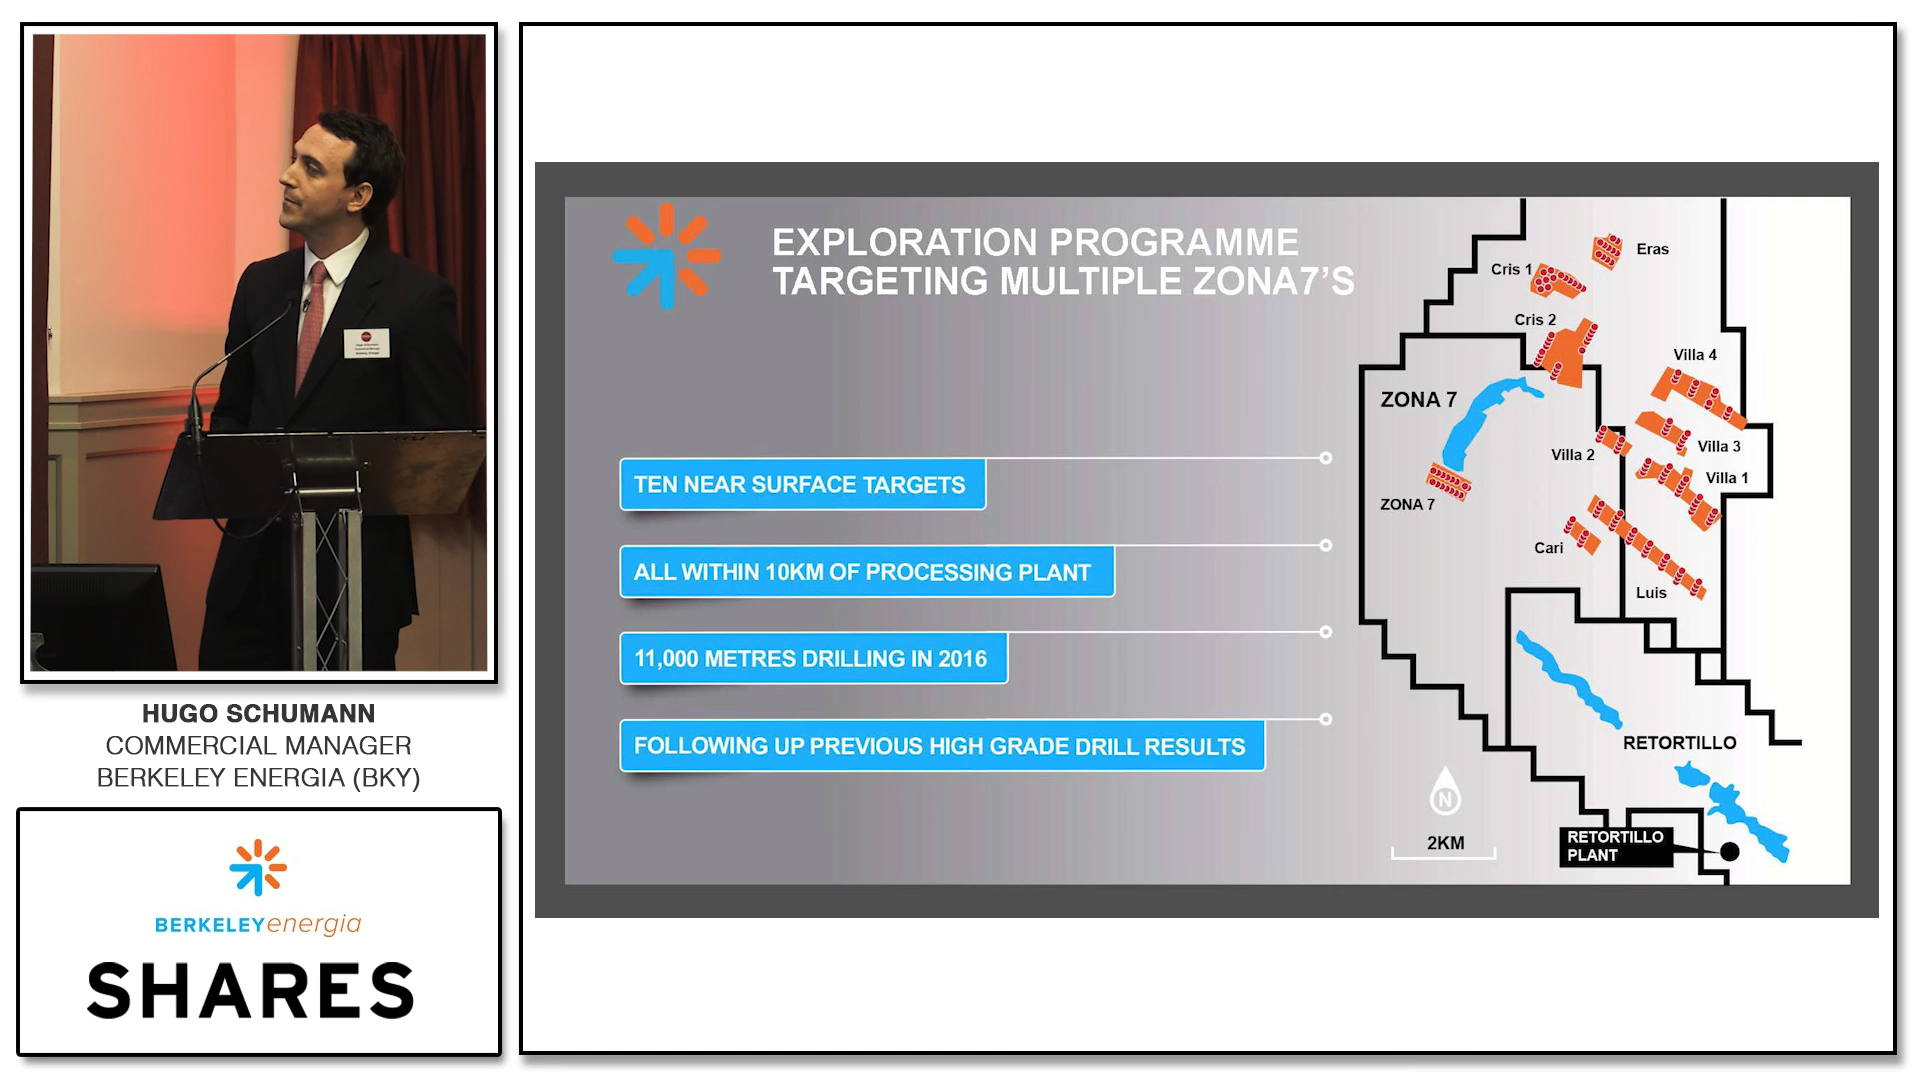 HUGO SCHUMANN
COMMERCIAL MANAGER
BERKELEY ENERGIA (BKY)
BERKELEYenergia
SHARES
EXPLORATION PROGRAMME
TARGETING MULTIPLE ZONA7'S
TEN NEAR SURFACE TARGETS
ALL WITHIN 10KM OF PROCESSING PLANT
11,000 METRES DRILLING IN 2016
FOLLOWING UP PREVIOUS HIGH GRADE DRILL RESULTS
Eras
Cris 1
Cris 2
Villa 4
ZONA 7
Villa 3
Villa 2
Villa 1
ZONA 7
Cari
Luis
RETORTILLO
N
2KM
RETORTILLO
PLANT